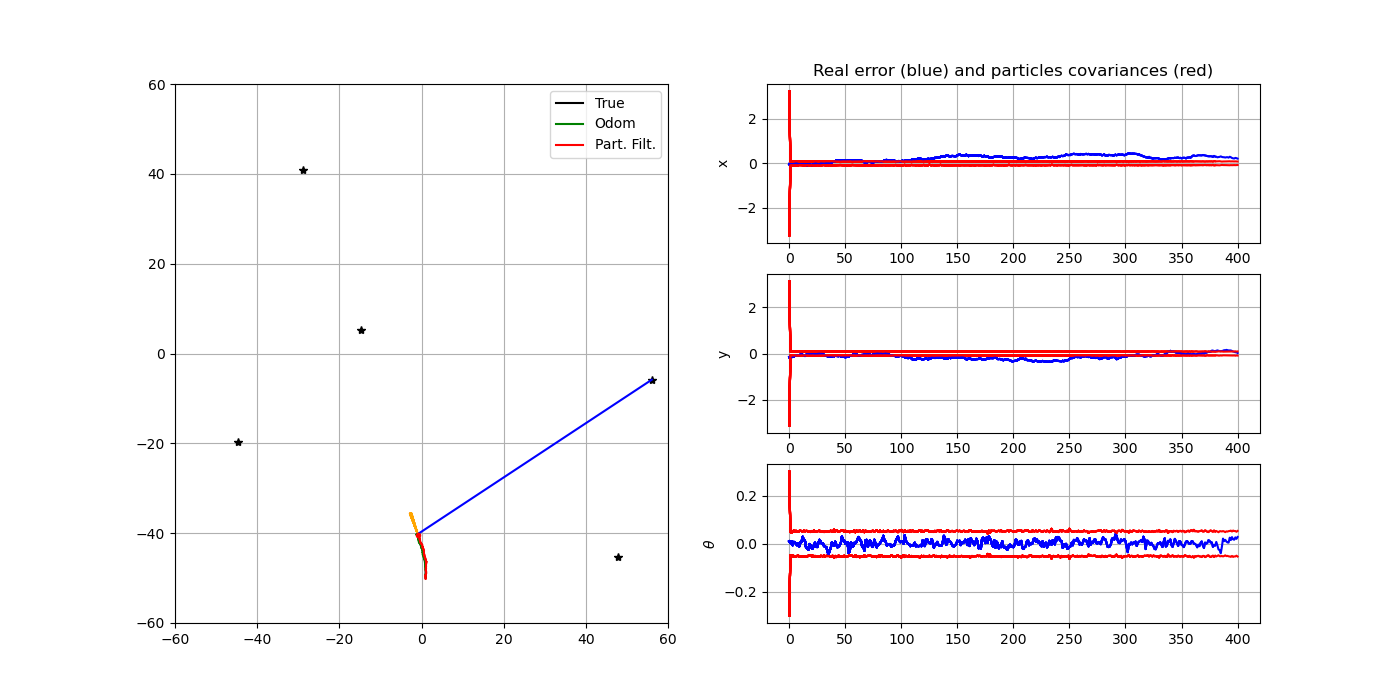 60
40
20
0
−20
−40
−60
−60 −40 −20 0 20 40 60
True
Odom
Part. Filt.
Real error (blue) and particles covariances (red)
x
2
0
−2
0 50 100 150 200 250 300 350 400
y
2
0
−2
0 50 100 150 200 250 300 350 400
θ
0.2
0.0
−0.2
0 50 100 150 200 250 300 350 400